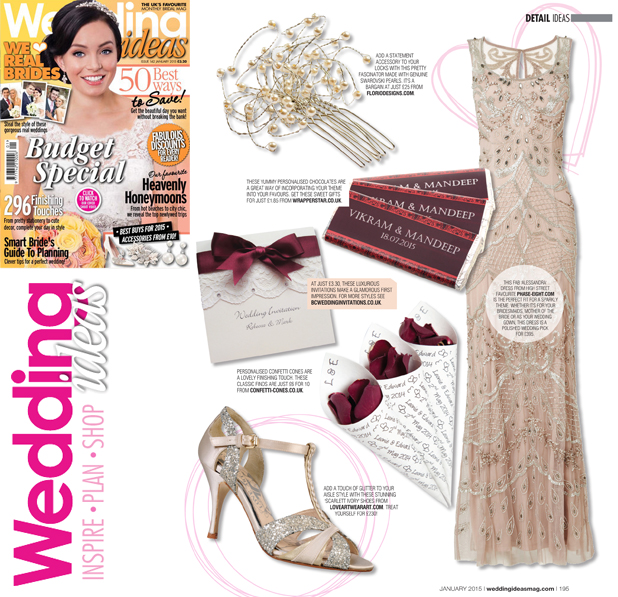 THE UK'S FAVOURITE
MONTHLY BRIDAL MAG
Wedding
ideas
ISSUE 143 JANUARY 2015 £3.50
WE
REAL
BRIDES
Steal the style of these
gorgeous real weddings
50 Best
ways
to Save!
Get the beautiful day you want
without breaking the bank!
FABULOUS
DISCOUNTS
FOR EVERY
READER!
Budget
Special
Our favourite
Heavenly
Honeymoons
From hot beaches to city chic,
we reveal the top newlywed trips
296 Finishing
Touches
From pretty stationery to cute
decor, complete your day in style
CLICK
TO WATCH
• BEST BUYS FOR 2015 •
ACCESSORIES FROM £10!
Smart Bride's
Guide To Planning
Clever tips for a perfect wedding
Wedding
ideas
INSPIRE • PLAN • SHOP
DETAIL IDEAS
ADD A STATEMENT
ACCESSORY TO YOUR
LOCKS WITH THIS PRETTY
FASCINATOR MADE WITH GENUINE
SWAROVSKI PEARLS. IT'S A
BARGAIN AT JUST £25 FROM
FLORIODESIGNS.COM
THESE YUMMY PERSONALISED CHOCOLATES ARE
A GREAT WAY OF INCORPORATING YOUR THEME
INTO YOUR FAVOURS. GET THESE SWEET GIFTS
FOR JUST £1.65 FROM WRAPPERSTAR.CO.UK
RAM & MANDEEP
VIKRAM & MANDEEP
18.07.2015
AT JUST £3.30, THESE LUXURIOUS
INVITATIONS MAKE A GLAMOROUS FIRST
IMPRESSION. FOR MORE STYLES SEE
BCWEDDINGINVITATIONS.CO.UK
Wedding Invitation
Rebecca & Mark
THIS FAB ALESSANDRA
DRESS FROM HIGH STREET
FAVOURITE PHASE-EIGHT.COM
IS THE PERFECT FIT FOR A SPARKLY
THEME. WHETHER IT'S FOR YOUR
BRIDESMAIDS, MOTHER OF THE
BRIDE OR AS YOUR WEDDING
GOWN, THIS DRESS IS A
POLISHED WEDDING PICK
FOR £395
PERSONALISED CONFETTI CONES ARE
A LOVELY FINISHING TOUCH. THESE
CLASSIC FINDS ARE JUST £6 FOR 10
FROM CONFETTI-CONES.CO.UK
L & E
ADD A TOUCH OF GLITTER TO YOUR
AISLE STYLE WITH THESE STUNNING
'SCARLETT' IVORY SHOES FROM
LOVEARTWEARART.COM. TREAT
YOURSELF FOR £239!
JANUARY 2015 | weddingideasmag.com | 195